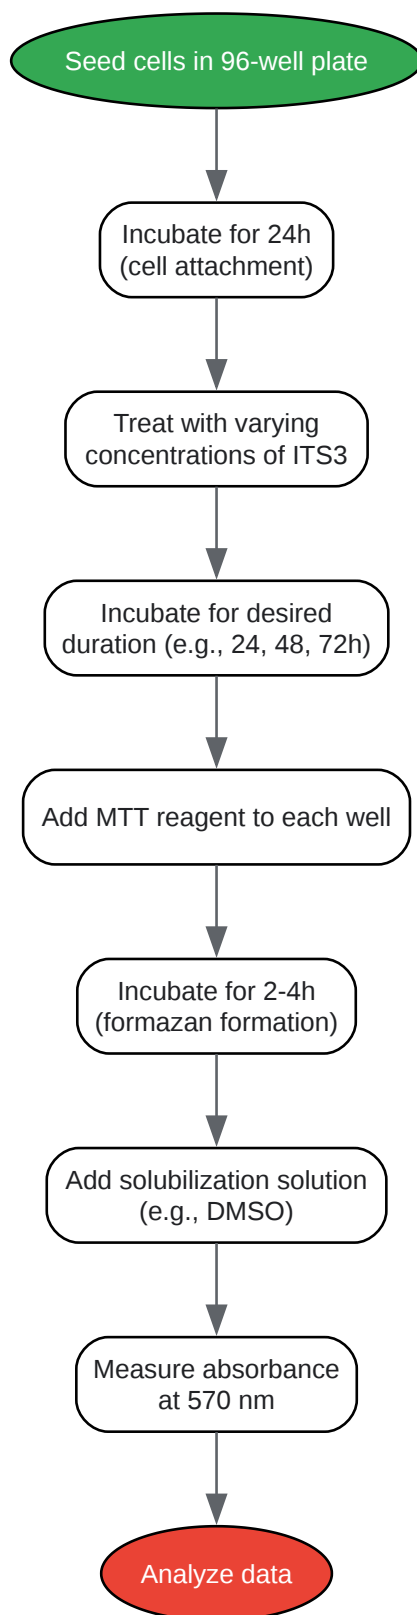 Seed cells in 96-well plate
Incubate for 24h
(cell attachment)
Treat with varying
concentrations of ITS3
Incubate for desired
duration (e.g., 24, 48, 72h)
Add MTT reagent to each well
Incubate for 2-4h
(formazan formation)
Add solubilization solution
(e.g., DMSO)
Measure absorbance
at 570 nm
Analyze data